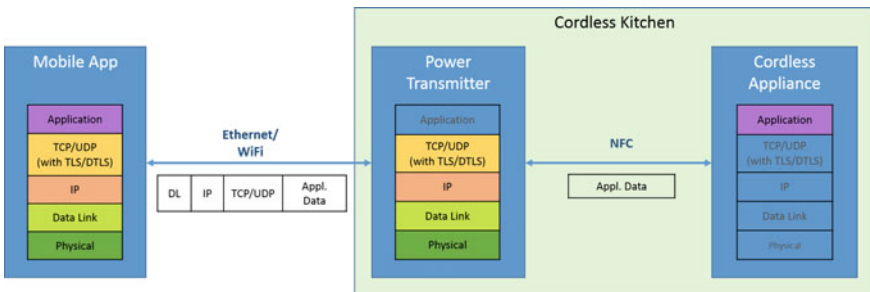 Cordless Kitchen
Mobile App
Application
TCP/UDP
(with TLS/DTLS)
IP
Data Link
Physical
Ethernet/
WiFi
DL IP TCP/UDP Appl.
Data
Power
Transmitter
Application
TCP/UDP
(with TLS/DTLS)
IP
Data Link
Physical
NFC
Appl. Data
Cordless
Appliance
Application
TCP/UDP
(with TLS/DTLS)
IP
Data Link
Physical